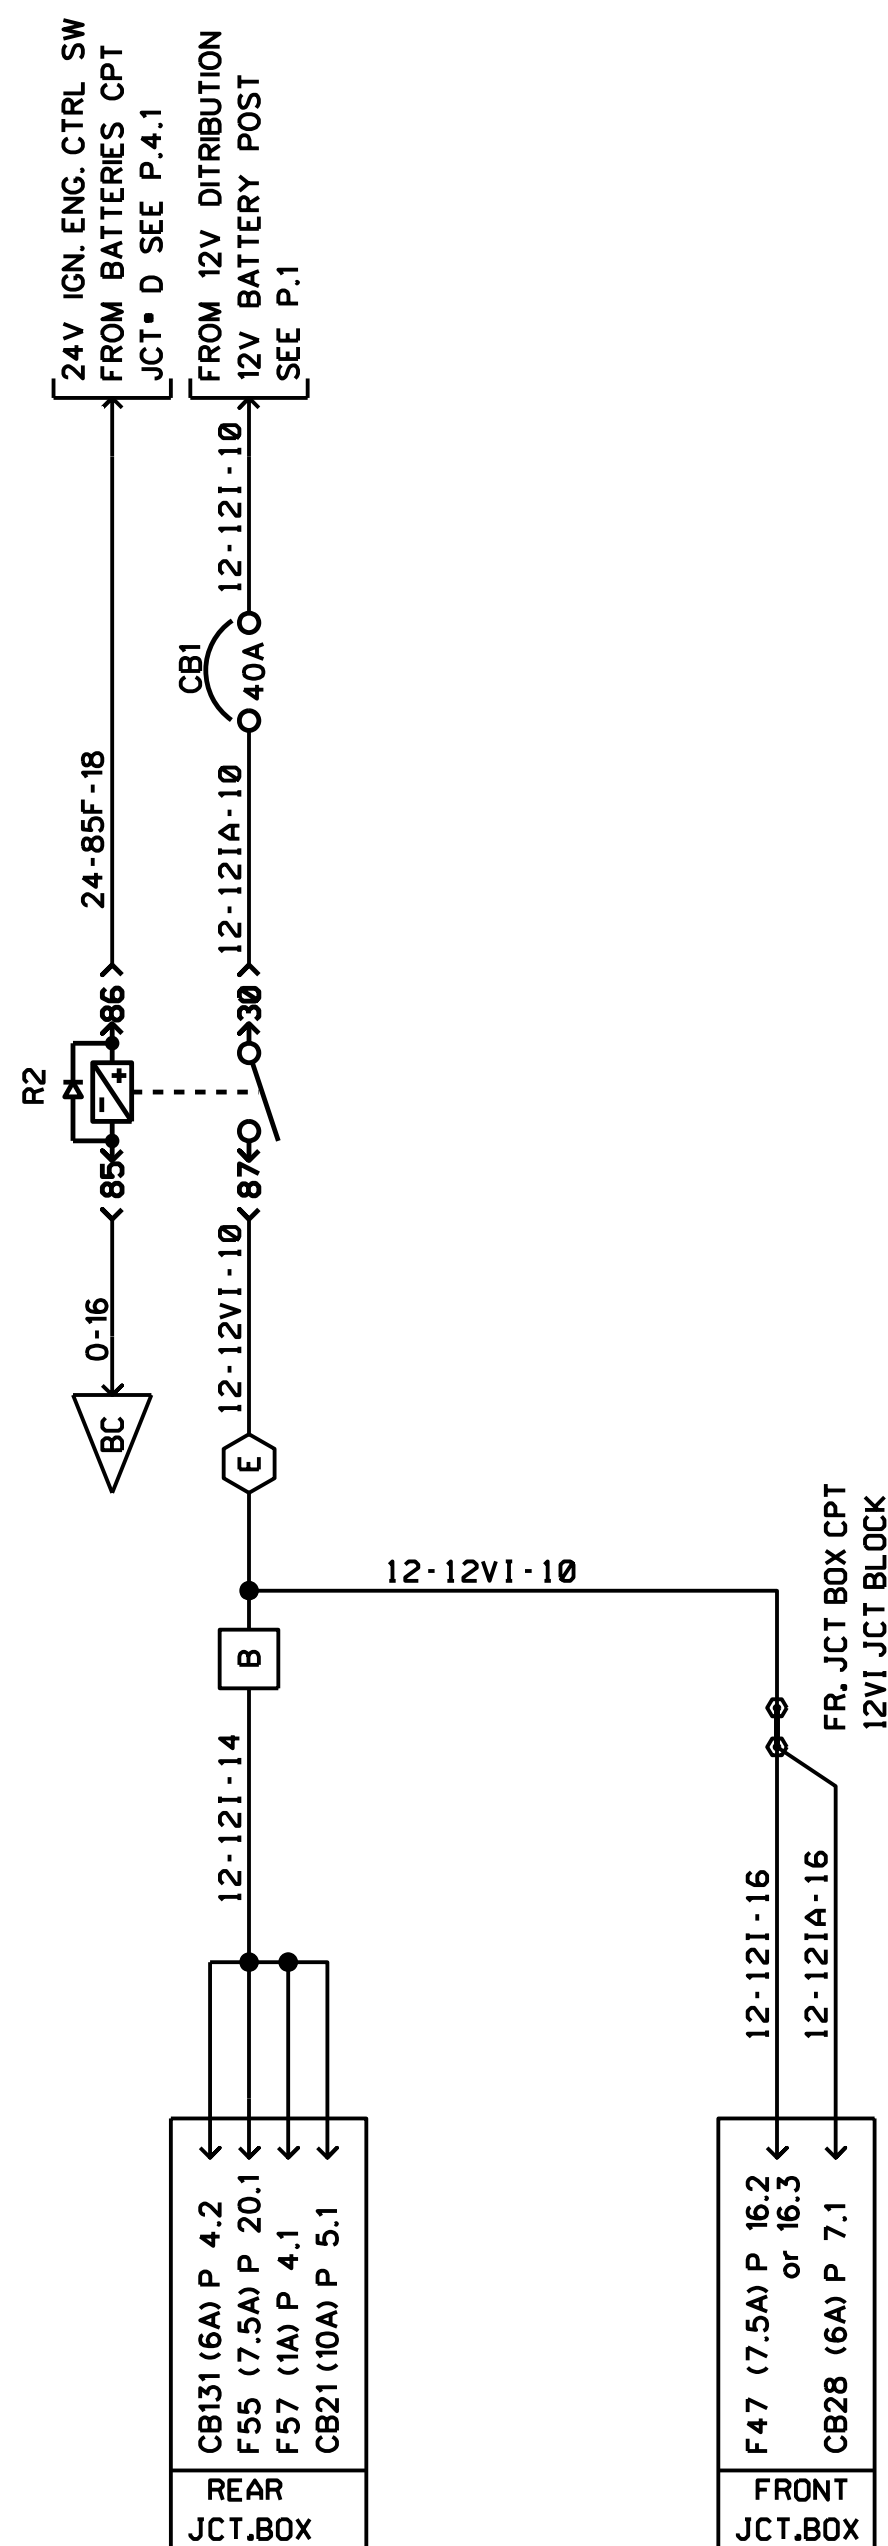 24V IGN. ENG. CTRL SW
FROM BATTERIES CPT
JCT• D SEE P.4.1
FROM 12V DITRIBUTION
12V BATTERY POST
SEE P.1
12-12I-10
CB1
40A
24-85F-18
12-12IA-10
86
30
R2
- +
85
87
0-16
12-12VI-10
BC
E
12-12VI-10
B
FR. JCT BOX CPT
12VI JCT BLOCK
12-12I-14
12-12I-16
12-12IA-16
CB131 (6A) P 4.2
F55 (7.5A) P 20.1
F57 (1A) P 4.1
CB21 (10A) P 5.1
F47 (7.5A) P 16.2
or 16.3
CB28 (6A) P 7.1
REAR
JCT.BOX
FRONT
JCT.BOX